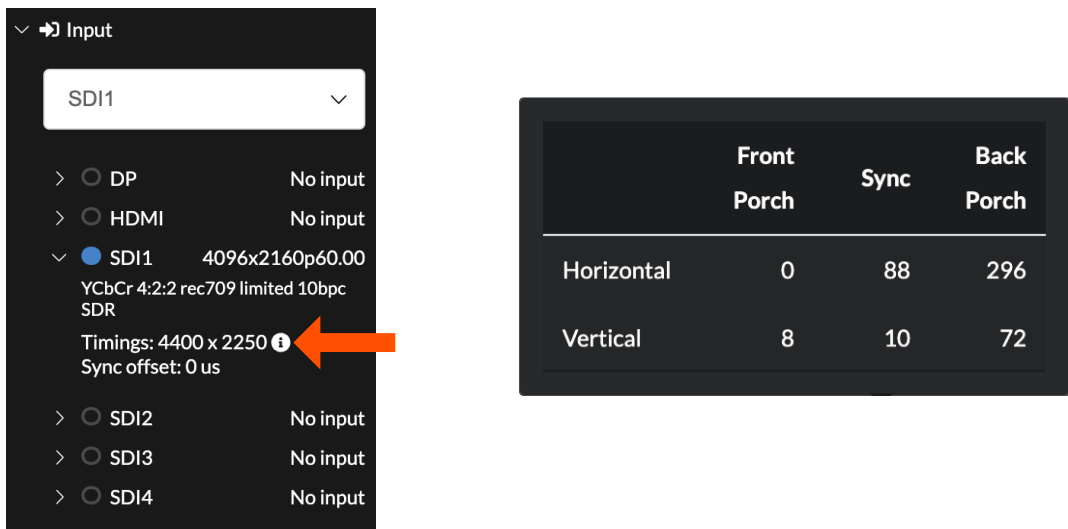 Input
SDI1
DP No input
HDMI No input
SDI1 4096x2160p60.00
YCbCr 4:2:2 rec709 limited 10bpc
SDR
Timings: 4400 x 2250
Sync offset: 0 us
SDI2 No input
SDI3 No input
SDI4 No input
Front Porch Sync Back Porch
Horizontal 0 88 296
Vertical 8 10 72